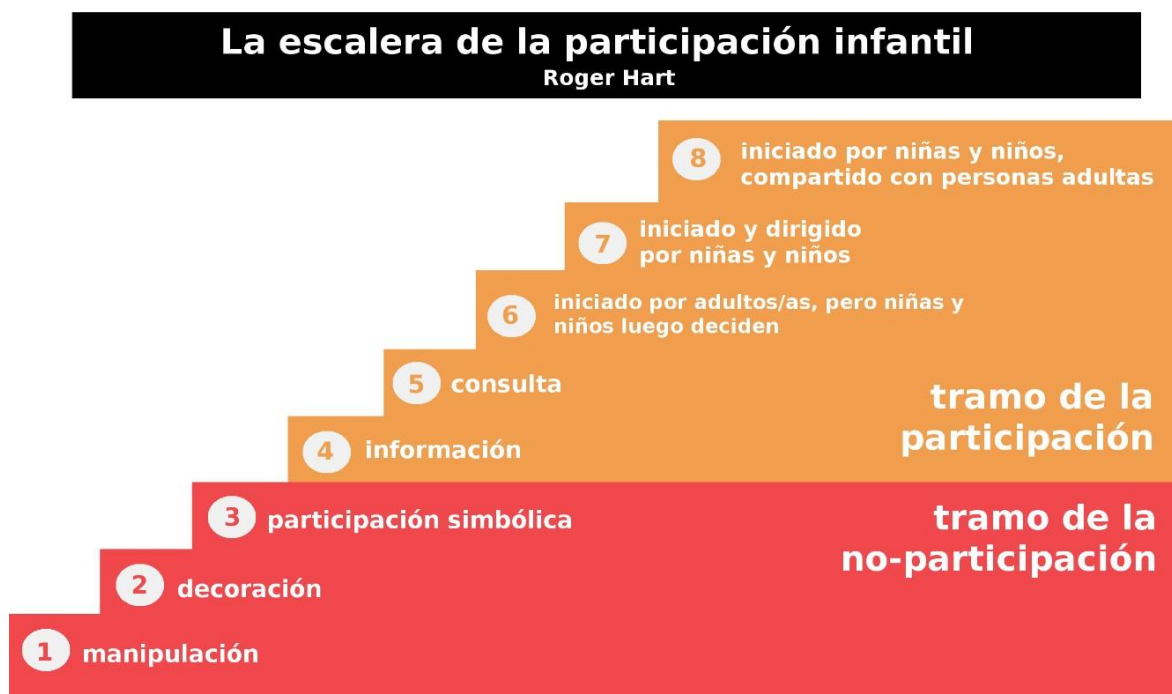 La escalera de la participación infantil
Roger Hart
8
iniciado por niñas y niños,
compartido con personas adultas
7
iniciado y dirigido
por niñas y niños
6
iniciado por adultos/as, pero niñas y
niños luego deciden
5 consulta
tramo de la
participación
4 información
3 participación simbólica
tramo de la
no-participación
2 decoración
1 manipulación